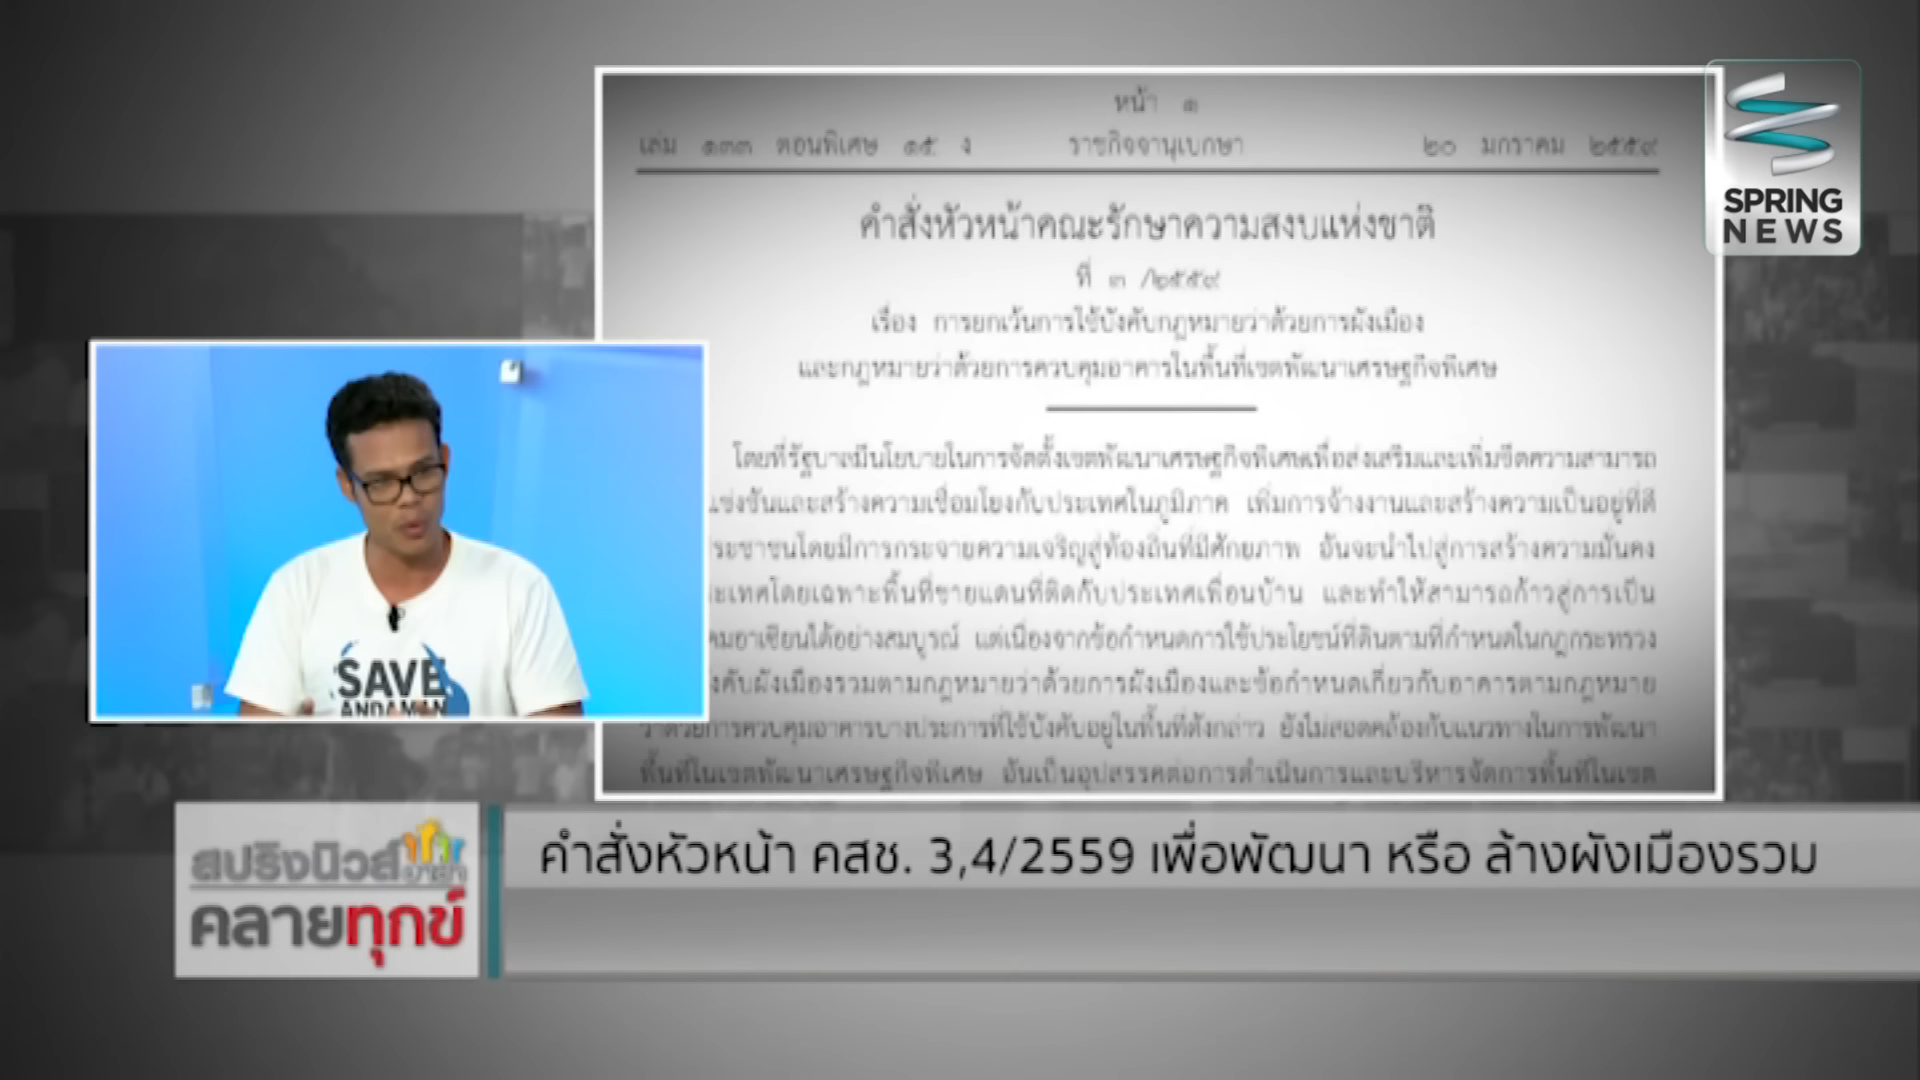 หน้า ๑
เล่ม ๑๓๓ ตอนพิเศษ ๑๕ ง ราชกิจจานุเบกษา ๒๐ มกราคม ๒๕๕๙
คำสั่งหัวหน้าคณะรักษาความสงบแห่งชาติ
ที่ ๓ /๒๕๕๙
เรื่อง การยกเว้นการใช้บังคับกฎหมายว่าด้วยการผังเมือง
และกฎหมายว่าด้วยการควบคุมอาคารในพื้นที่เขตพัฒนาเศรษฐกิจพิเศษ
โดยที่รัฐบาลมีนโยบายในการจัดตั้งเขตพัฒนาเศรษฐกิจพิเศษเพื่อส่งเสริมและเพิ่มขีดความสามารถ
แข่งขันและสร้างความเชื่อมโยงกับประเทศในภูมิภาค เพิ่มการจ้างงานและสร้างความเป็นอยู่ที่ดี
ระชาชนโดยมีการกระจายความเจริญสู่ท้องถิ่นที่มีศักยภาพ อันจะนำไปสู่การสร้างความมั่นคง
ะเทศโดยเฉพาะพื้นที่ชายแดนที่ติดกับประเทศเพื่อนบ้าน และทำให้สามารถก้าวสู่การเป็น
คมอาเซียนได้อย่างสมบูรณ์ แต่เนื่องจากข้อกำหนดการใช้ประโยชน์ที่ดินตามที่กำหนดในกฎกระทรวง
งคับผังเมืองรวมตามกฎหมายว่าด้วยการผังเมืองและข้อกำหนดเกี่ยวกับอาคารตามกฎหมาย
ว่าด้วยการควบคุมอาคารบางประการที่ใช้บังคับอยู่ในพื้นที่ดังกล่าว ยังไม่สอดคล้องกับแนวทางในการพัฒนา
พื้นที่ในเขตพัฒนาเศรษฐกิจพิเศษ อันเป็นอุปสรรคต่อการดำเนินการและบริหารจัดการพื้นที่ในเขต
SPRING
NEWS
SAVE
ANDAMAN
สปริงนิวส์
คลายทุกข์
คำสั่งหัวหน้า คสช. 3,4/2559 เพื่อพัฒนา หรือ ล้างผังเมืองรวม